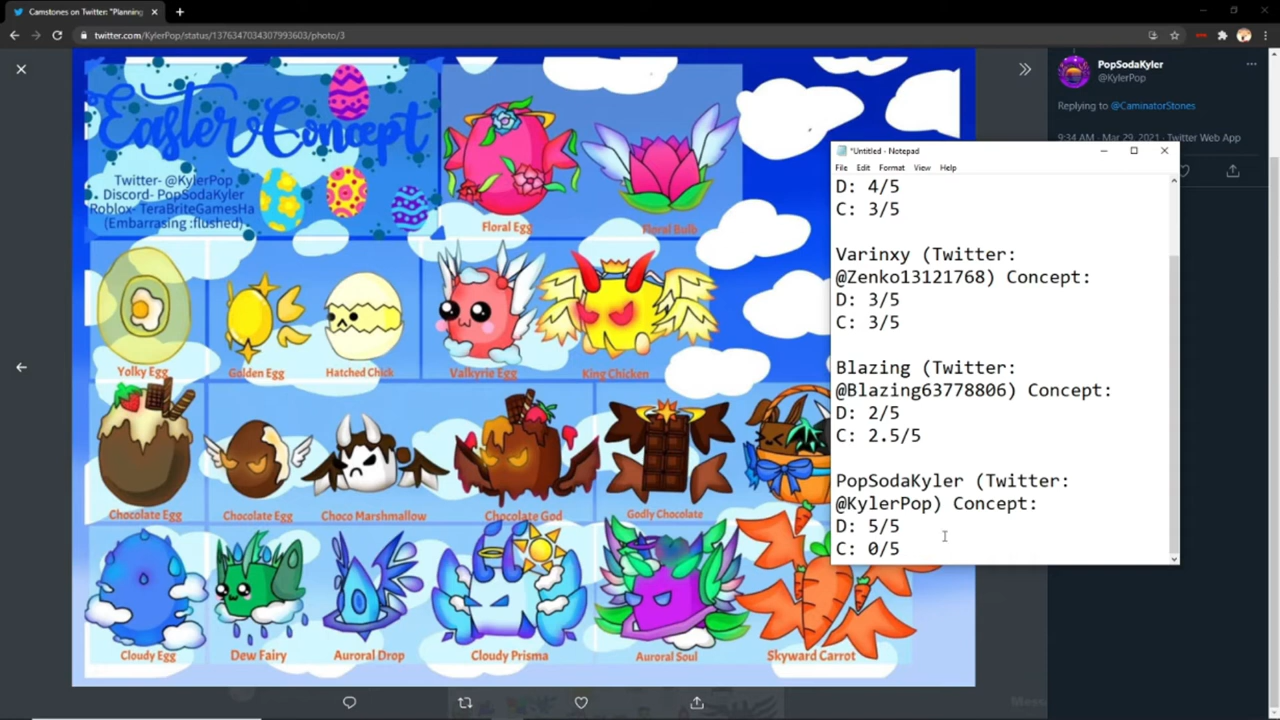 Camstones on Twitter: "Planning
twitter.com/KylerPop/status/1376347034307993603/photo/3
PopSodaKyler
@KylerPop
Replying to @CaminatorStones
9:34 AM · Mar 29, 2021 · Twitter Web App
Easter Concept
Twitter- @KylerPop
Discord- PopSodaKyler
Roblox- TeraBriteGamesHa
(Embarrasing :flushed)
Floral Egg
Floral Bulb
Yolky Egg
Golden Egg
Hatched Chick
Valkyrie Egg
King Chicken
Chocolate Egg
Chocolate Egg
Choco Marshmallow
Chocolate God
Godly Chocolate
Cloudy Egg
Dew Fairy
Auroral Drop
Cloudy Prisma
Auroral Soul
Skyward Carrot
*Untitled - Notepad
File Edit Format View Help
D: 4/5
C: 3/5
Varinxy (Twitter:
@Zenko13121768) Concept:
D: 3/5
C: 3/5
Blazing (Twitter:
@Blazing63778806) Concept:
D: 2/5
C: 2.5/5
PopSodaKyler (Twitter:
@KylerPop) Concept:
D: 5/5
C: 0/5